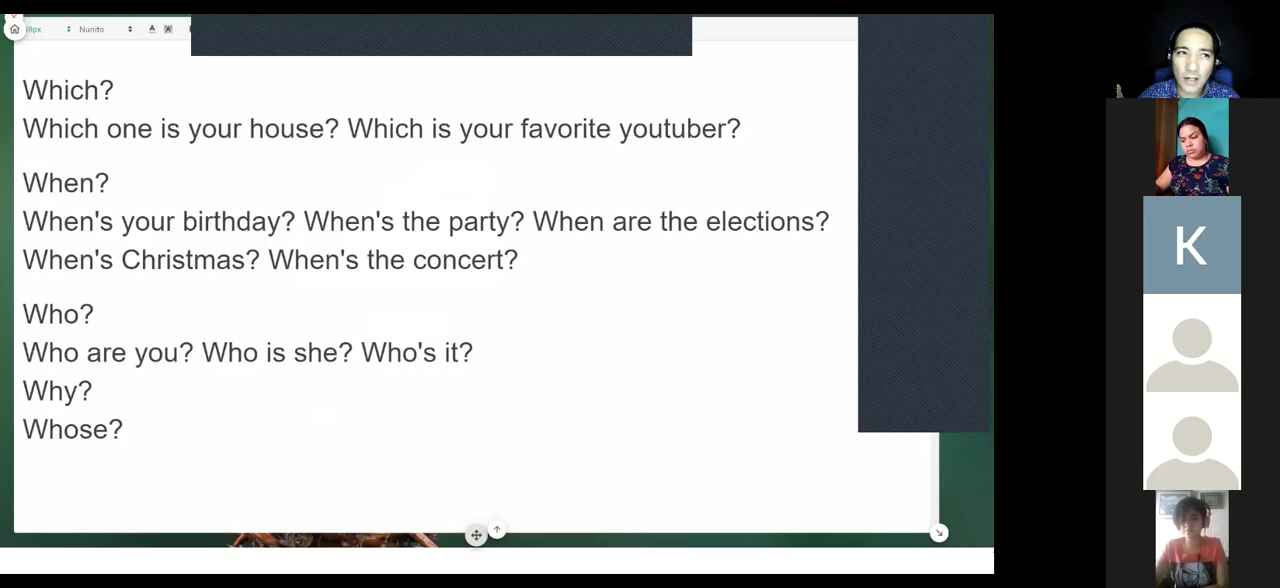 8px Nunito A A
Which?
Which one is your house? Which is your favorite youtuber?
When?
When's your birthday? When's the party? When are the elections?
When's Christmas? When's the concert?
Who?
Who are you? Who is she? Who's it?
Why?
Whose?
K